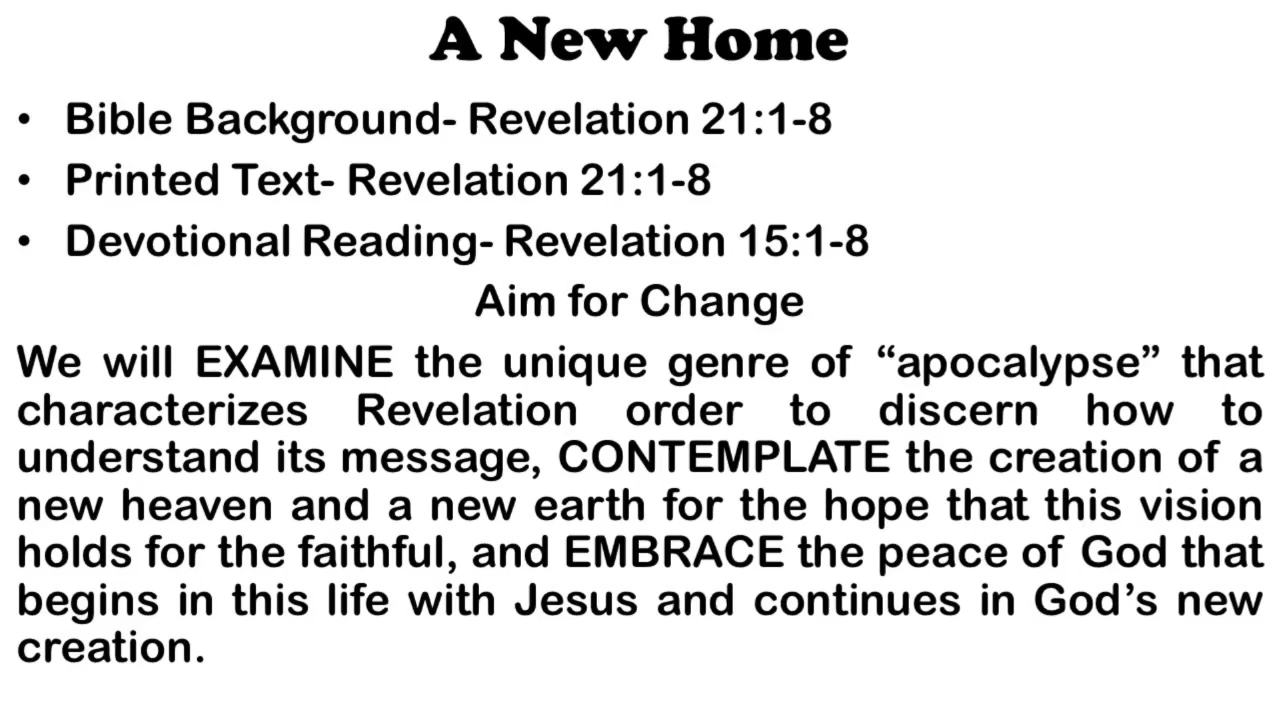 A New Home
• Bible Background- Revelation 21:1-8
• Printed Text- Revelation 21:1-8
• Devotional Reading- Revelation 15:1-8
Aim for Change
We will EXAMINE the unique genre of “apocalypse” that
characterizes Revelation order to discern how to
understand its message, CONTEMPLATE the creation of a
new heaven and a new earth for the hope that this vision
holds for the faithful, and EMBRACE the peace of God that
begins in this life with Jesus and continues in God’s new
creation.